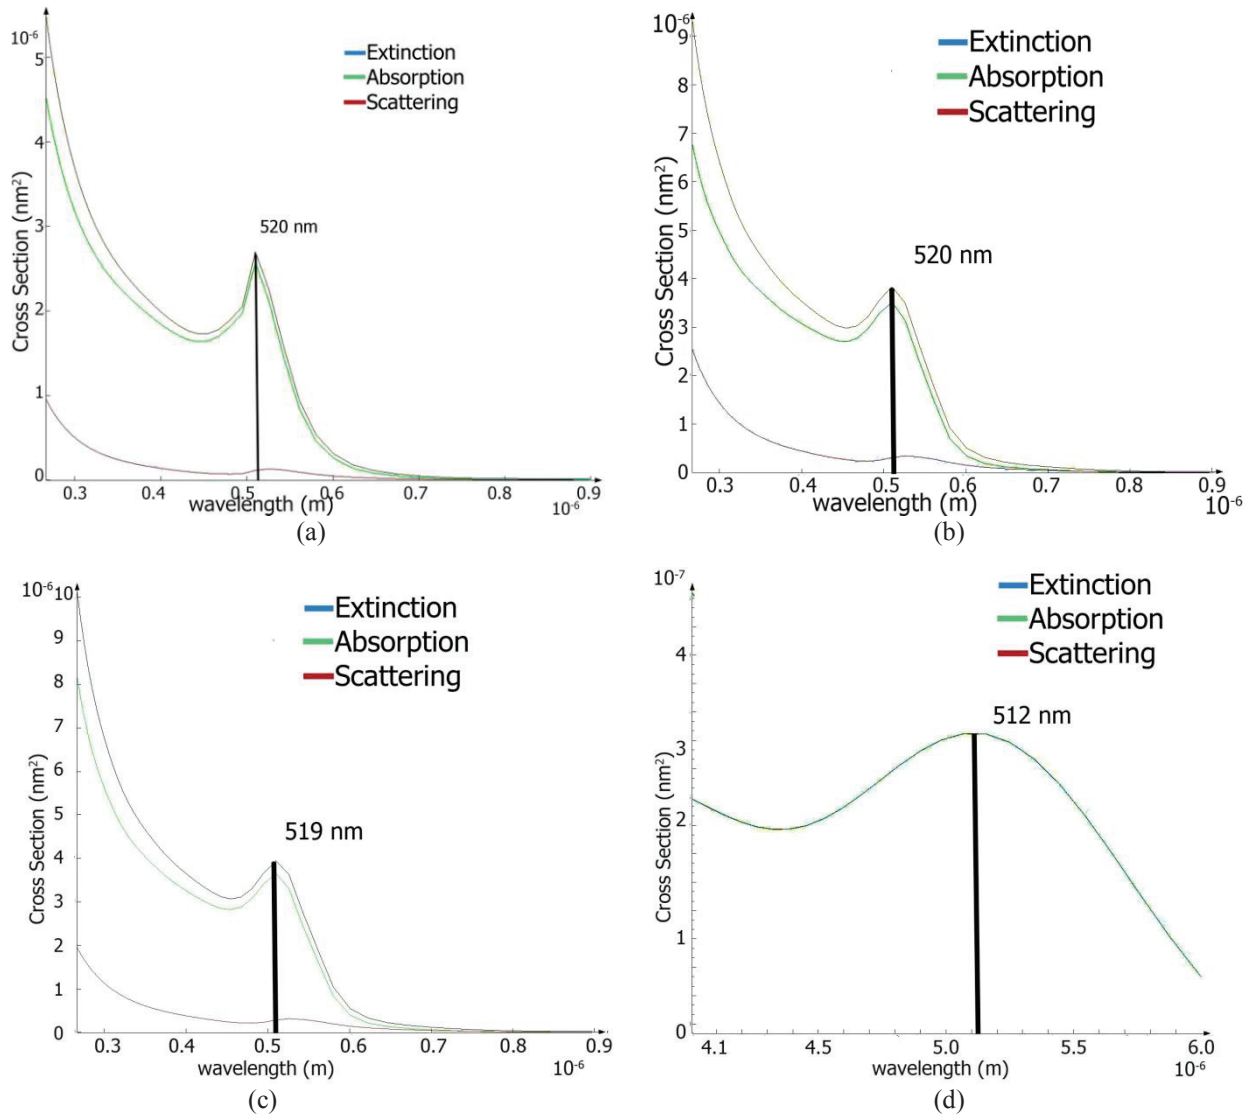 10-6
5
4
3
2
1
0
Cross Section (nm²)
Extinction
Absorption
Scattering
520 nm
0.3 0.4 0.5 0.6 0.7 0.8 0.9
wavelength (m)
10-6
(a)
10-6
9
8
7
6
5
4
3
2
1
0
Cross Section (nm²)
Extinction
Absorption
Scattering
520 nm
0.3 0.4 0.5 0.6 0.7 0.8 0.9
wavelength (m)
10-6
(b)
10-6 10
9
8
7
6
5
4
3
2
1
0
Cross Section (nm²)
Extinction
Absorption
Scattering
519 nm
0.3 0.4 0.5 0.6 0.7 0.8 0.9
wavelength (m)
10-6
(c)
10-7
4
3
2
1
0
Cross Section (nm²)
Extinction
Absorption
Scattering
512 nm
4.1 4.5 5.0 5.5 6.0
wavelength (m)
10-6
(d)